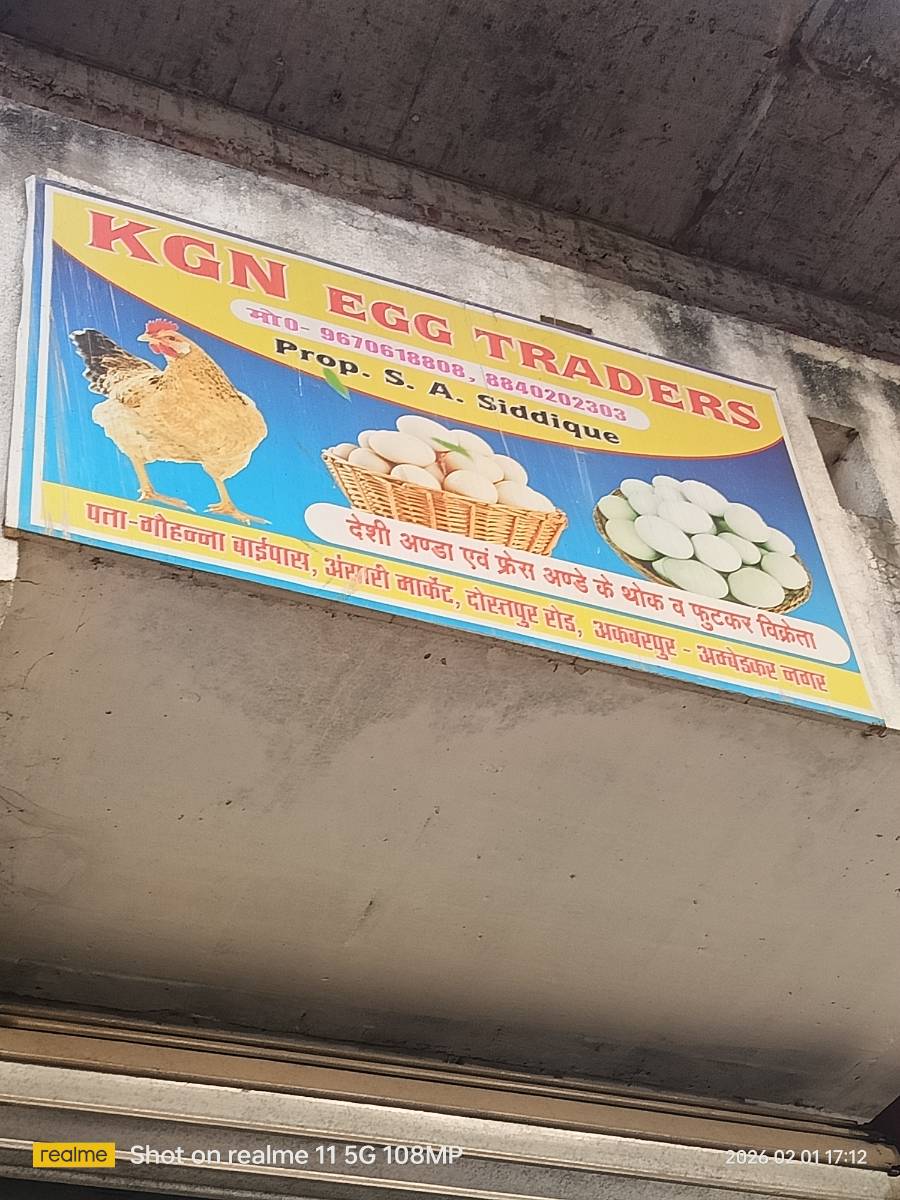 KGN EGG TRADERS
मो0- 9670618808, 8840202303
Prop. S. A. Siddique
देशी अण्डा एवं फ्रेस अण्डे के थोक व फुटकर विक्रेता
पता-गौहन्ना बाईपास, अंसारी मार्केट, दोस्तपुर रोड, अकबरपुर - अम्बेडकर नगर
realme Shot on realme 11 5G 108MP
2026-02-01 17:12